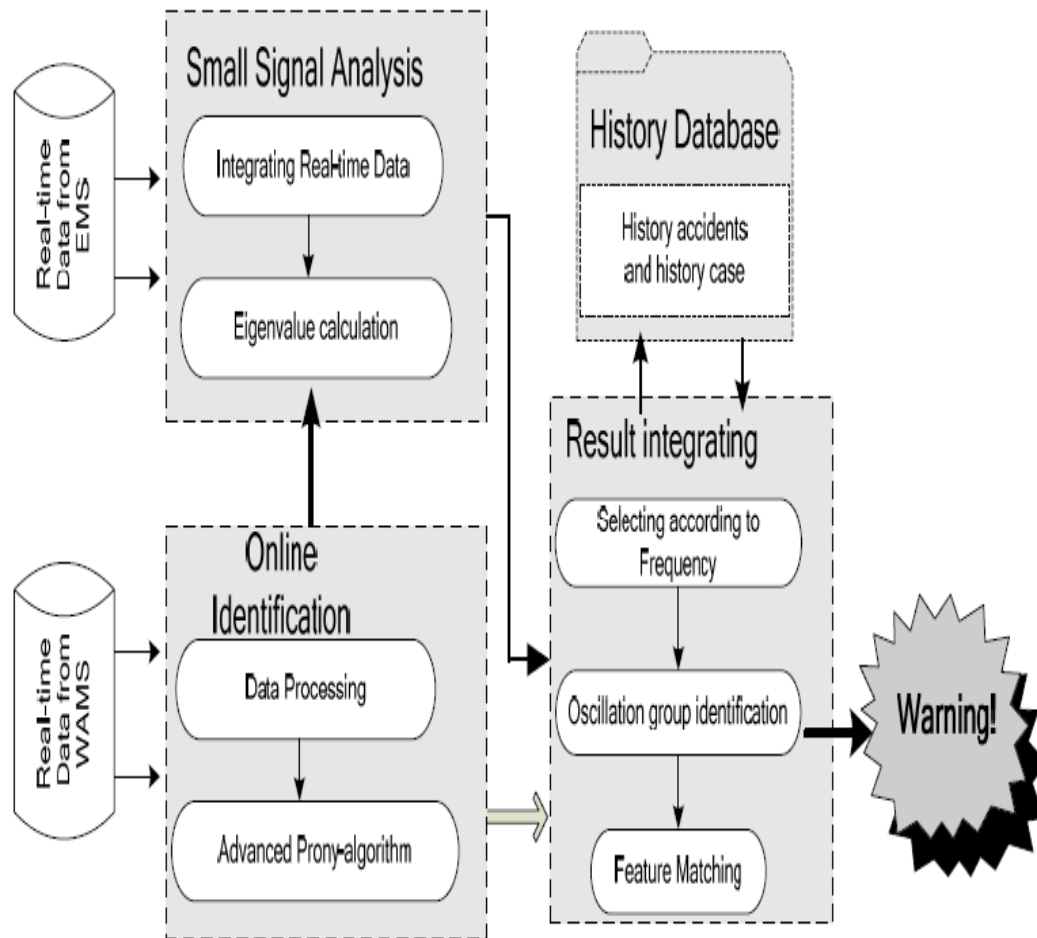 Real-time
Data from
EMS
Small Signal Analysis
Integrating Real-time Data
Eigenvalue calculation
History Database
History accidents
and history case
Real-time
Data from
WAMS
Online
Identification
Data Processing
Advanced Prony-algorithm
Result integrating
Selecting according to
Frequency
Oscillation group identification
Feature Matching
Warning!